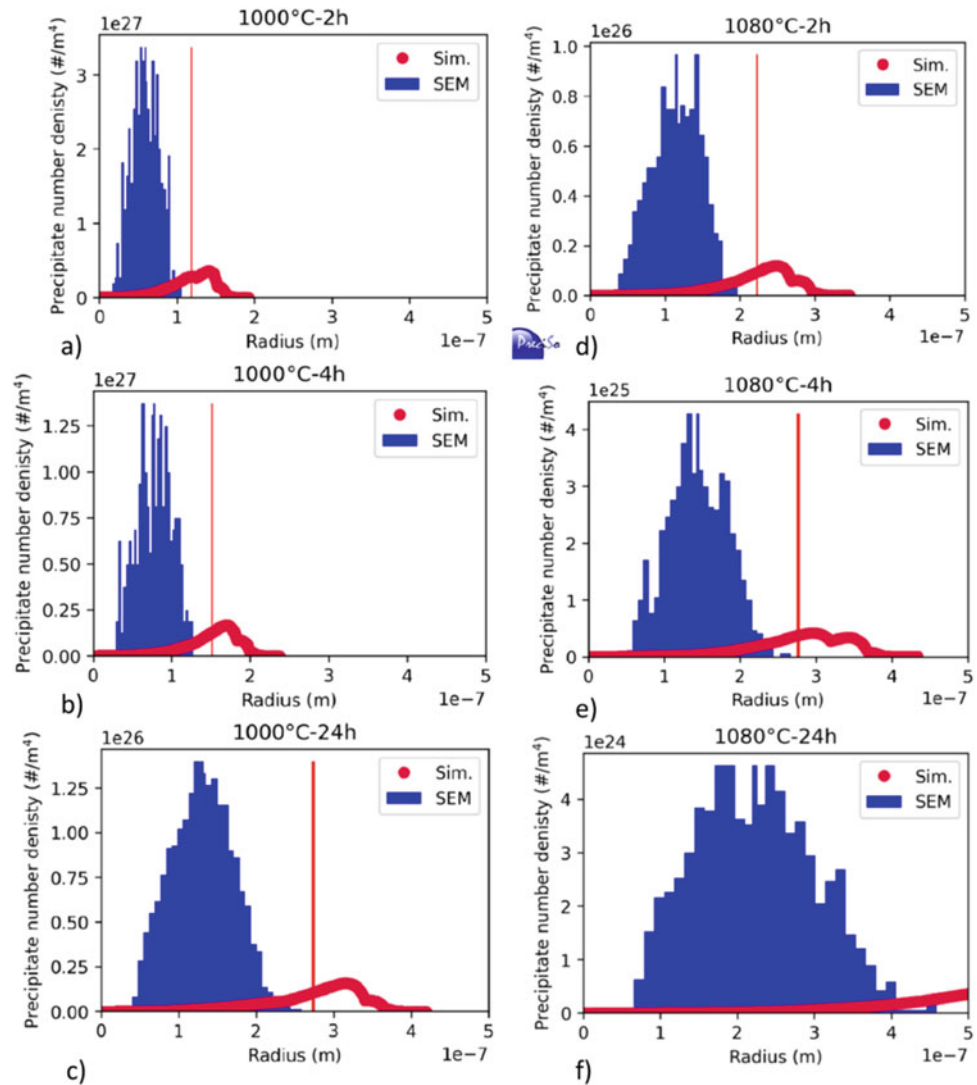 1000°C-2h
1e27
Precipitate number denisty (#/m⁴)
3
2
1
0
Sim.
SEM
0 1 2 3 4 5
Radius (m)
1e−7
a)
1080°C-2h
1e26
Precipitate number denisty (#/m⁴)
1.0
0.8
0.6
0.4
0.2
0.0
Sim.
SEM
0 1 2 3 4 5
Radius (m)
1e−7
PreciSo
d)
1000°C-4h
1e27
Precipitate number denisty (#/m⁴)
1.25
1.00
0.75
0.50
0.25
0.00
Sim.
SEM
0 1 2 3 4 5
Radius (m)
1e−7
b)
1080°C-4h
1e25
Precipitate number denisty (#/m⁴)
4
3
2
1
0
Sim.
SEM
0 1 2 3 4 5
Radius (m)
1e−7
e)
1000°C-24h
1e26
Precipitate number denisty (#/m⁴)
1.25
1.00
0.75
0.50
0.25
0.00
Sim.
SEM
0 1 2 3 4 5
Radius (m)
1e−7
c)
1080°C-24h
1e24
Precipitate number denisty (#/m⁴)
4
3
2
1
0
Sim.
SEM
0 1 2 3 4 5
Radius (m)
1e−7
f)